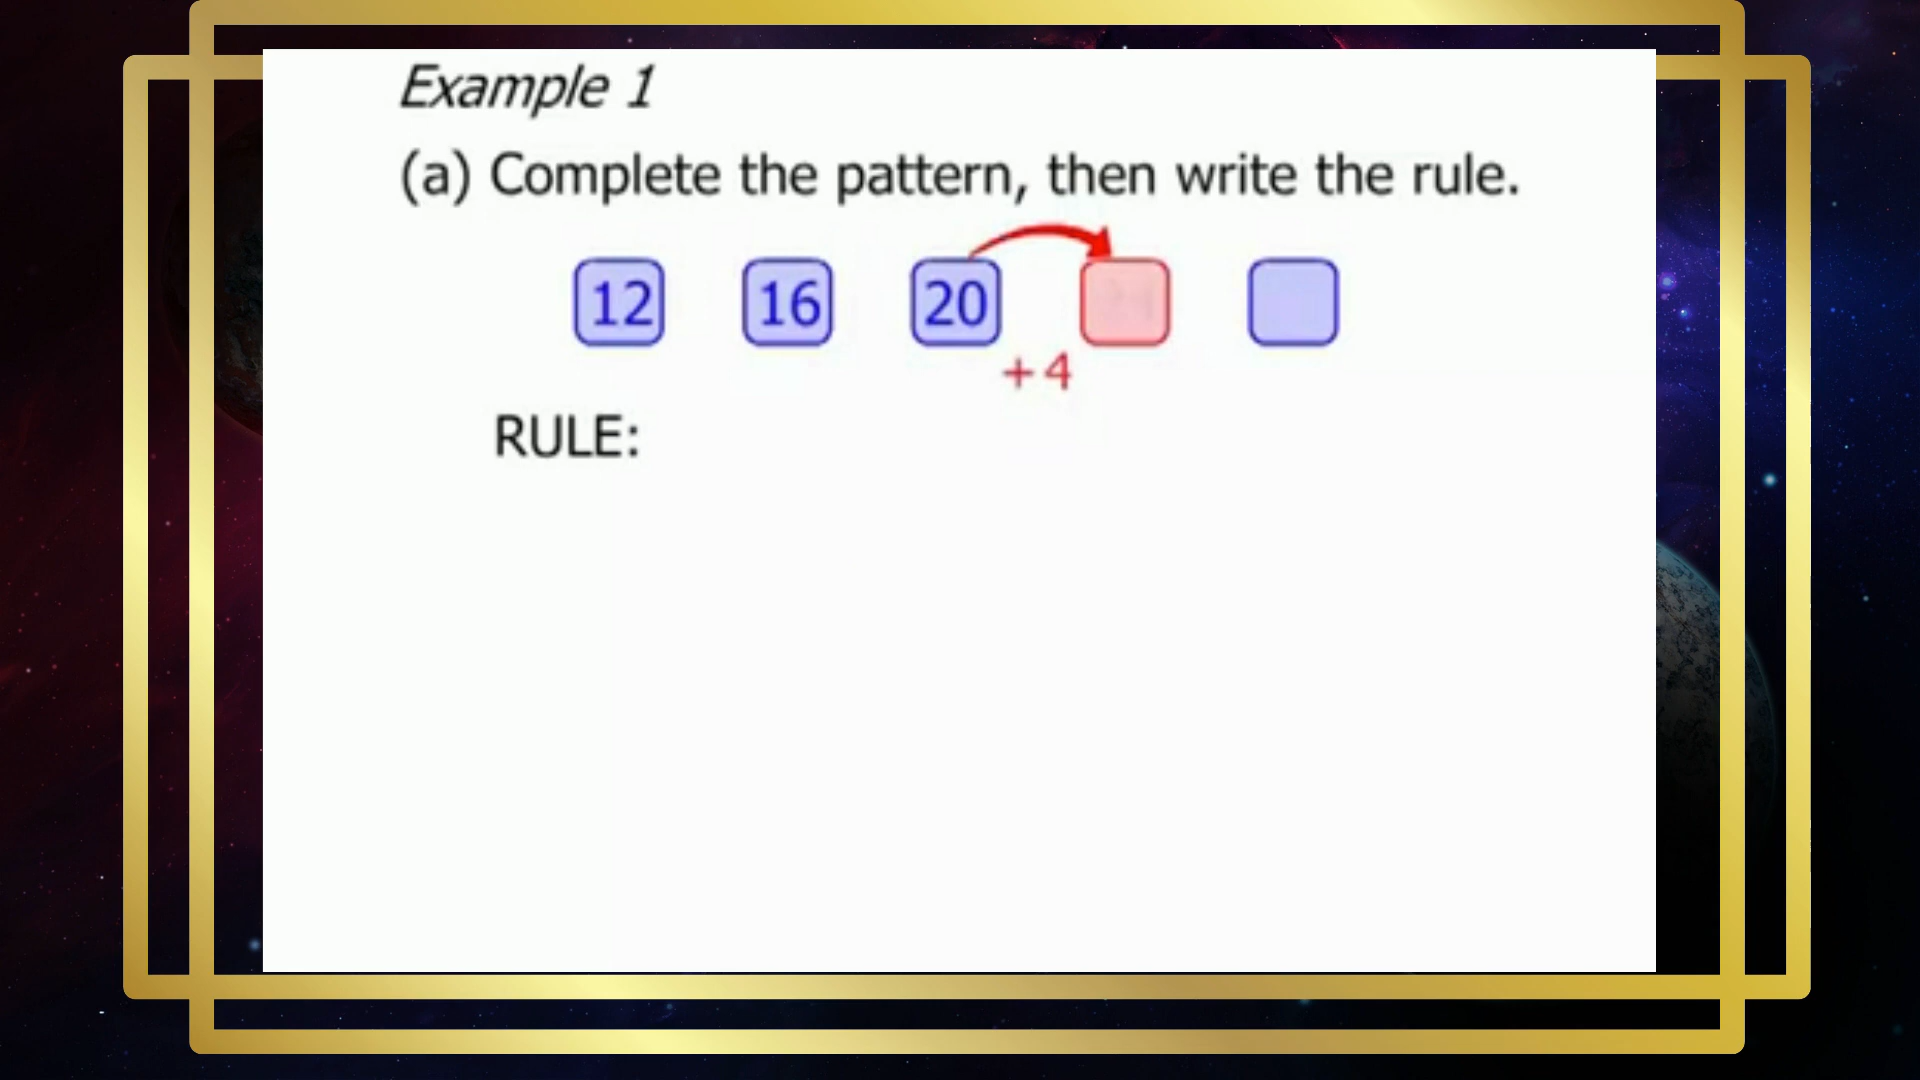 Example 1
(a) Complete the pattern, then write the rule.
12 16 20
+4
RULE: